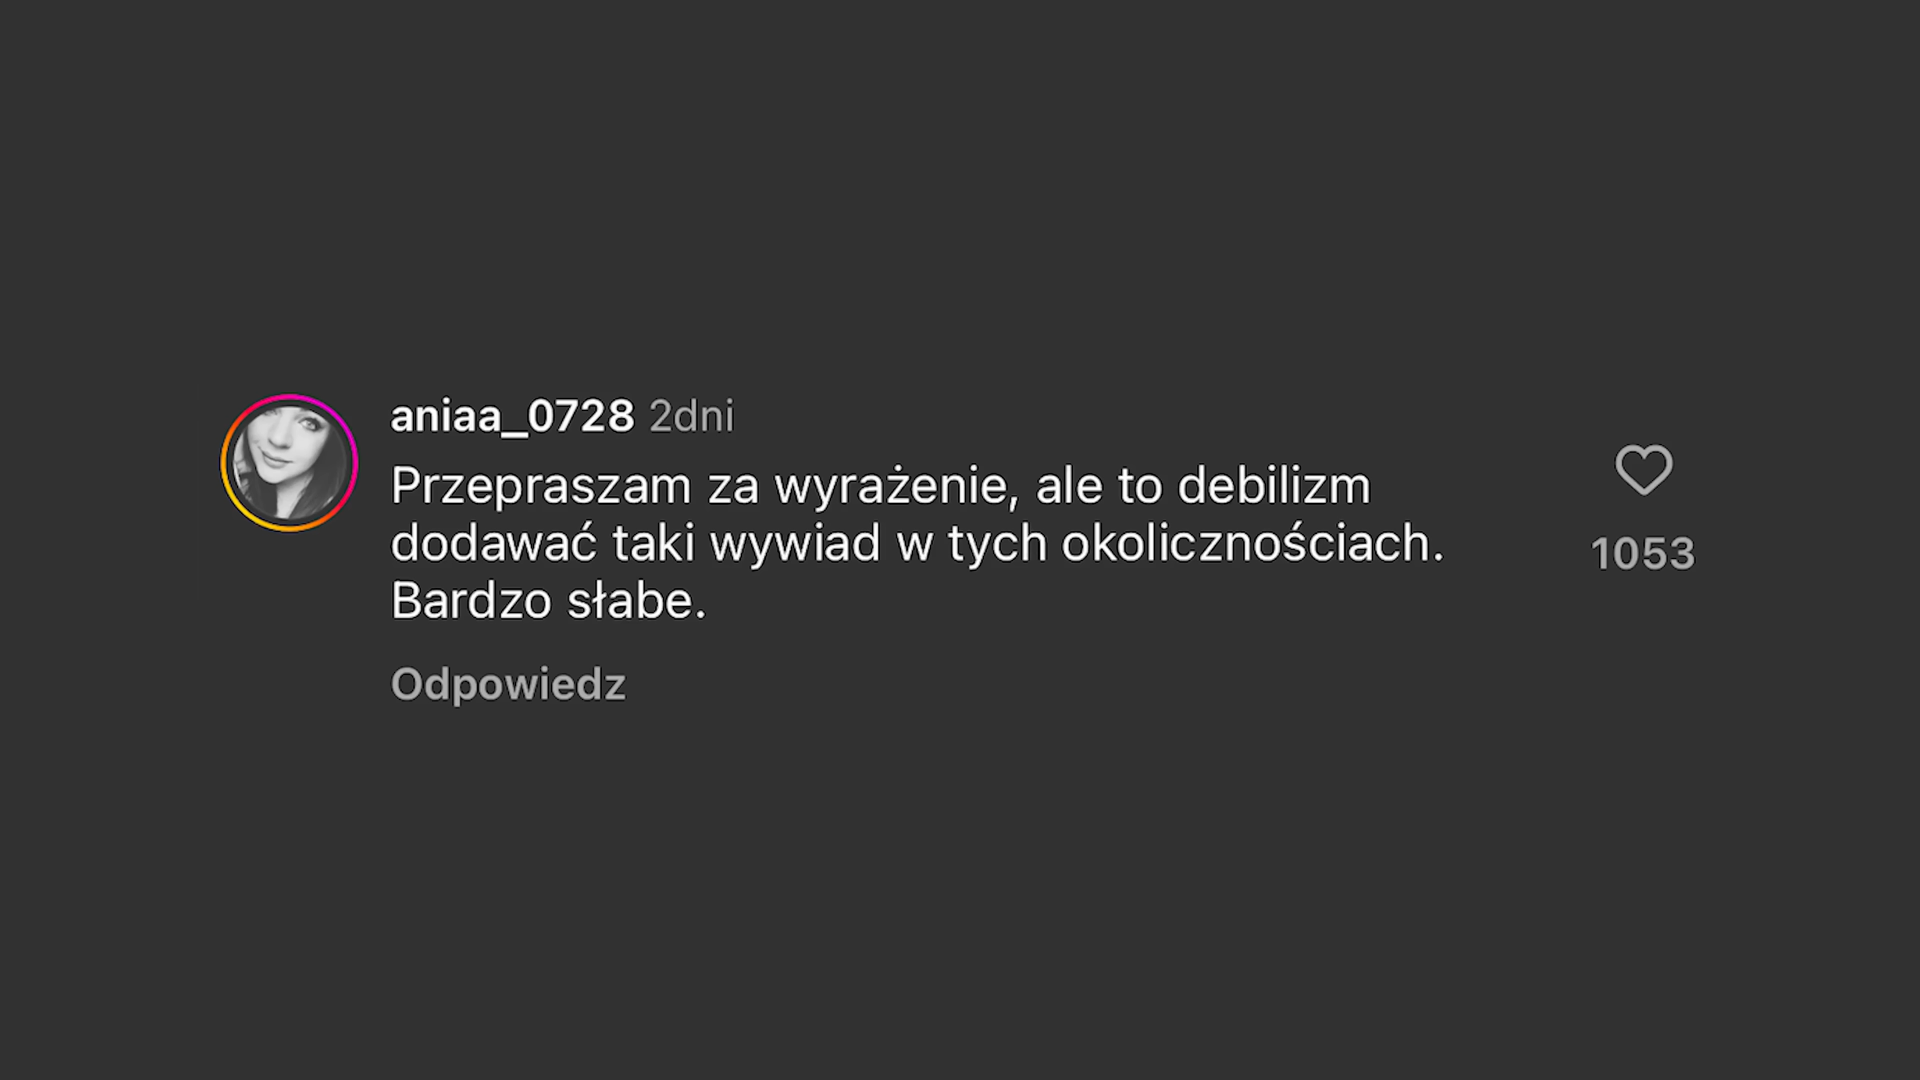 aniaa_0728 2dni
Przepraszam za wyrażenie, ale to debilizm
dodawać taki wywiad w tych okolicznościach.
Bardzo słabe.
1053
Odpowiedz